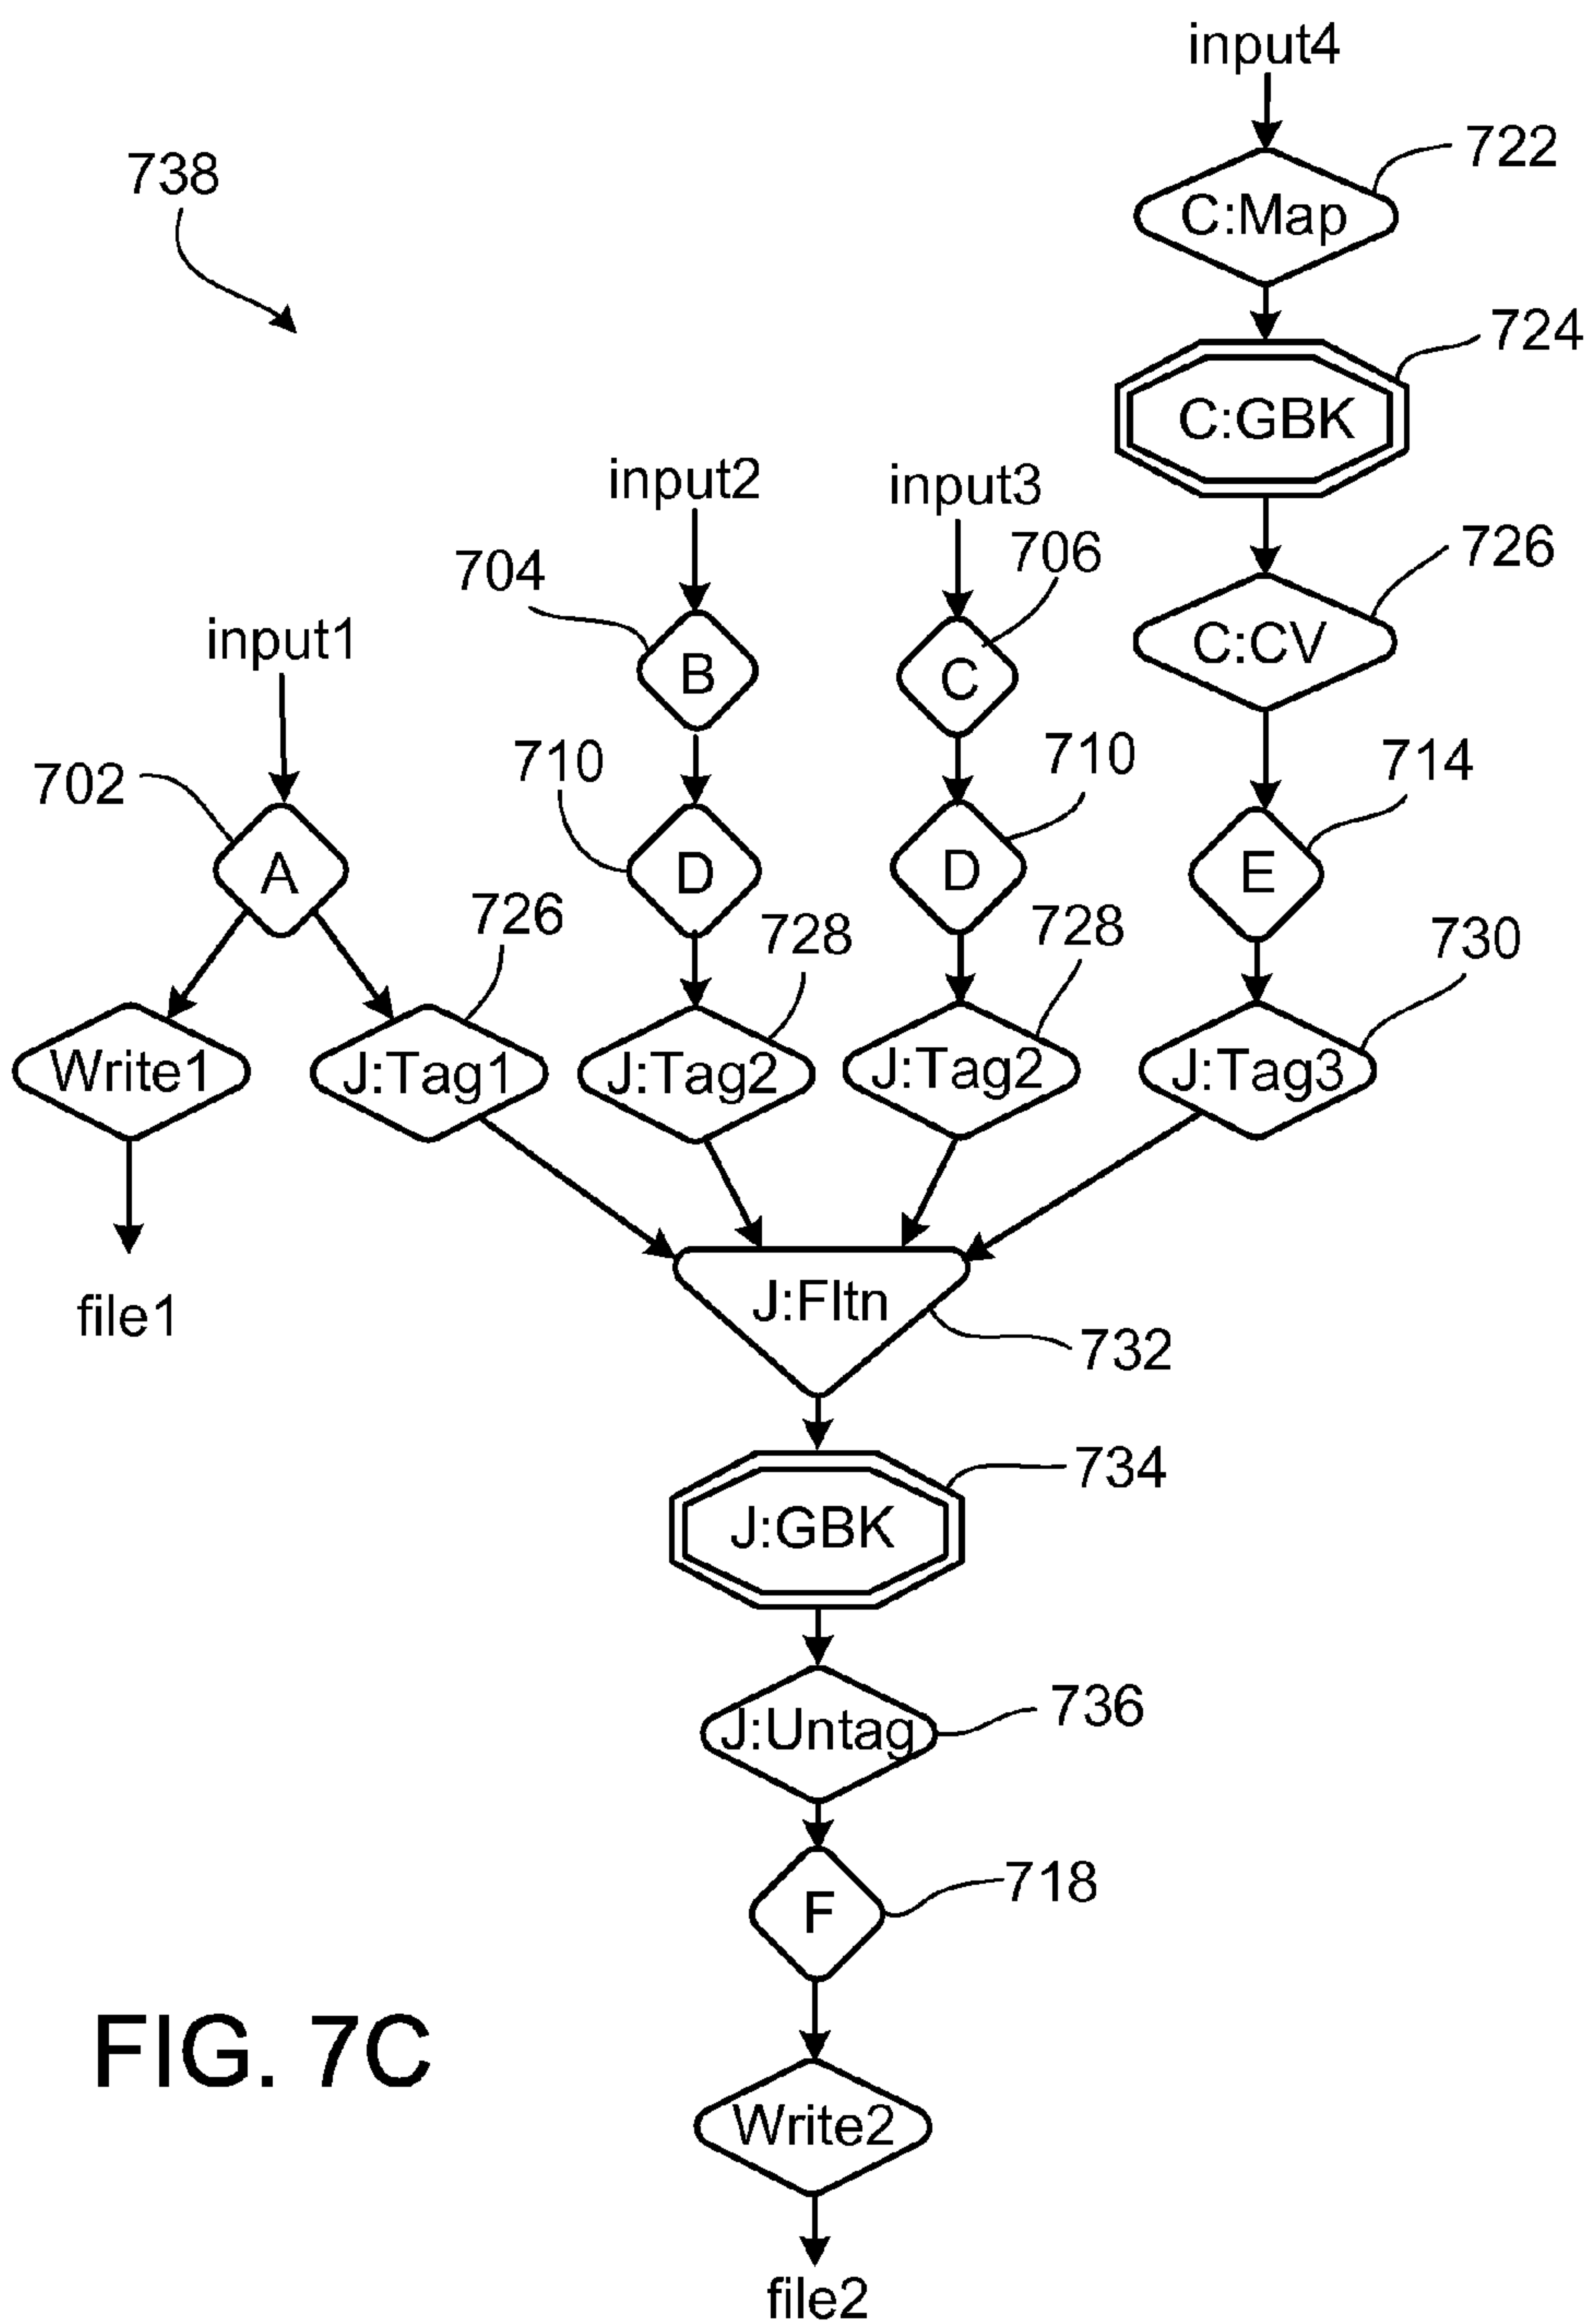 input4
722
738
C:Map
724
C:GBK
input2
input3
706
726
704
input1
B
C
C:CV
710
710
714
702
A
D
D
E
726
728
728
730
Write1
J:Tag1
J:Tag2
J:Tag2
J:Tag3
file1
J:Fltn
732
734
J:GBK
736
J:Untag
718
F
FIG. 7C
Write2
file2